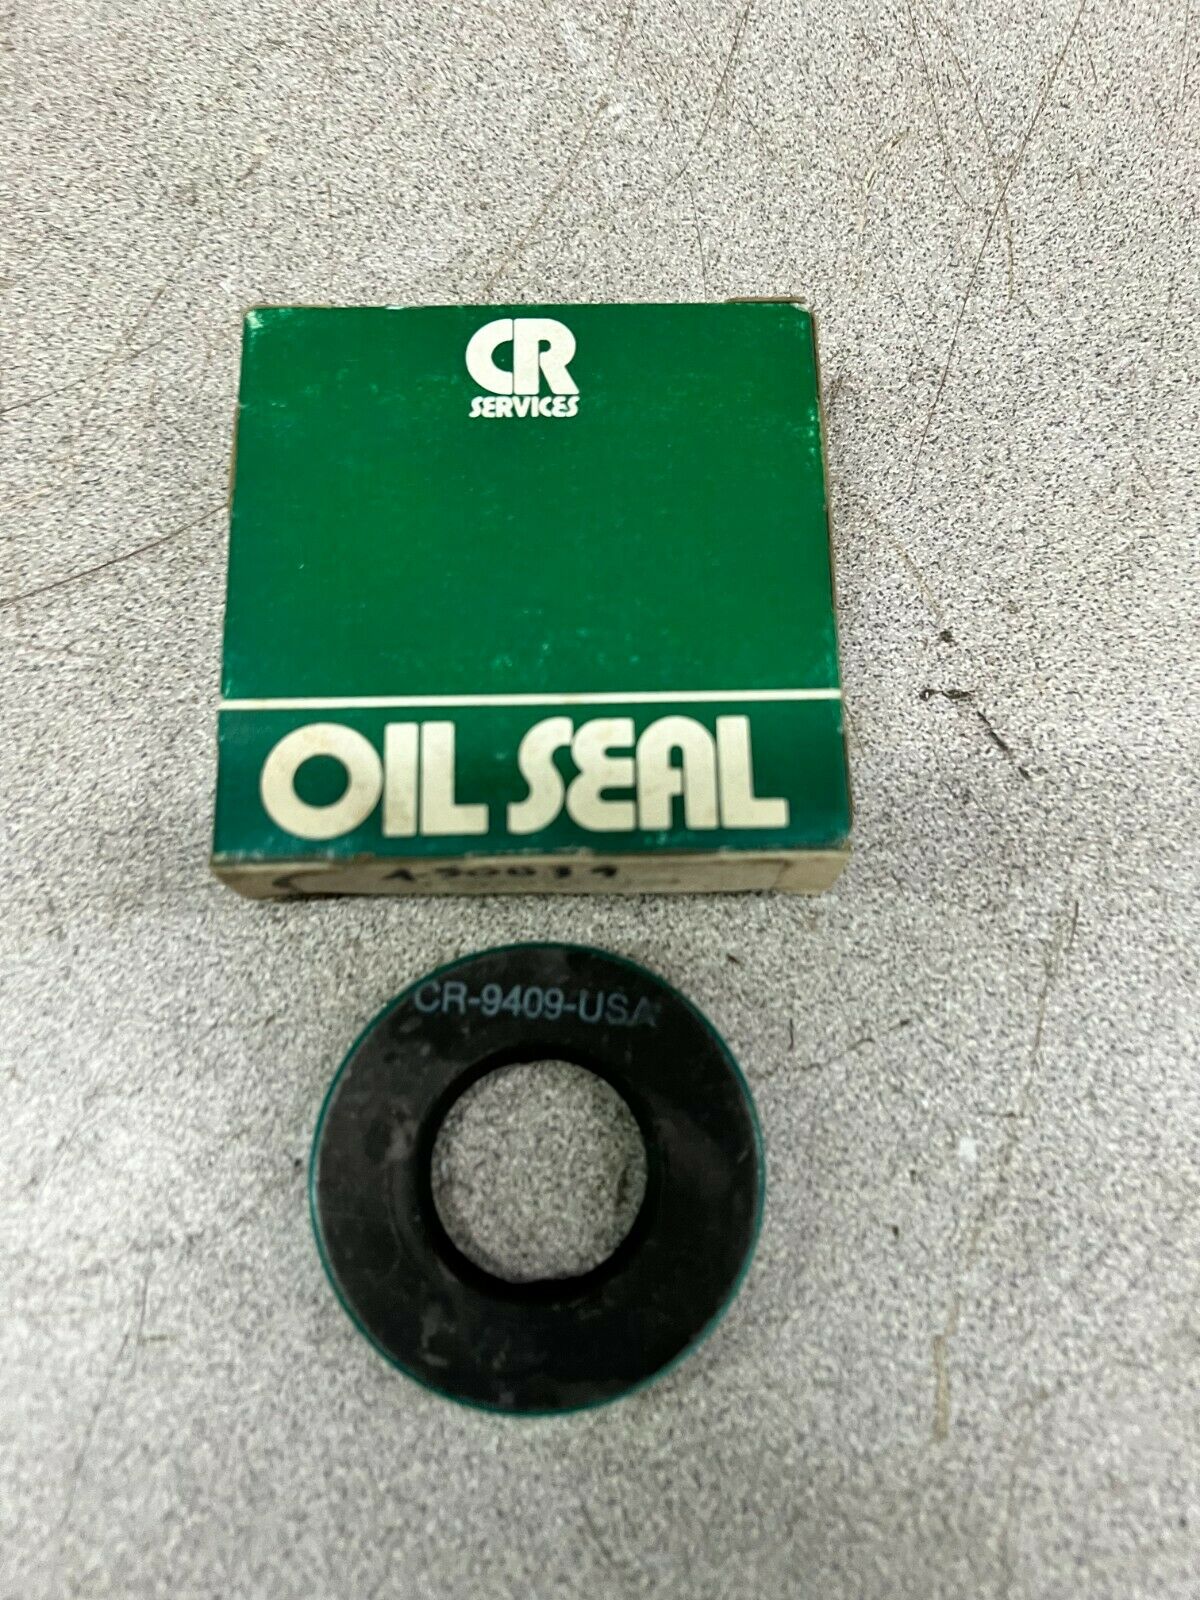 CR
SERVICES
OIL SEAL
CR-9409-USA